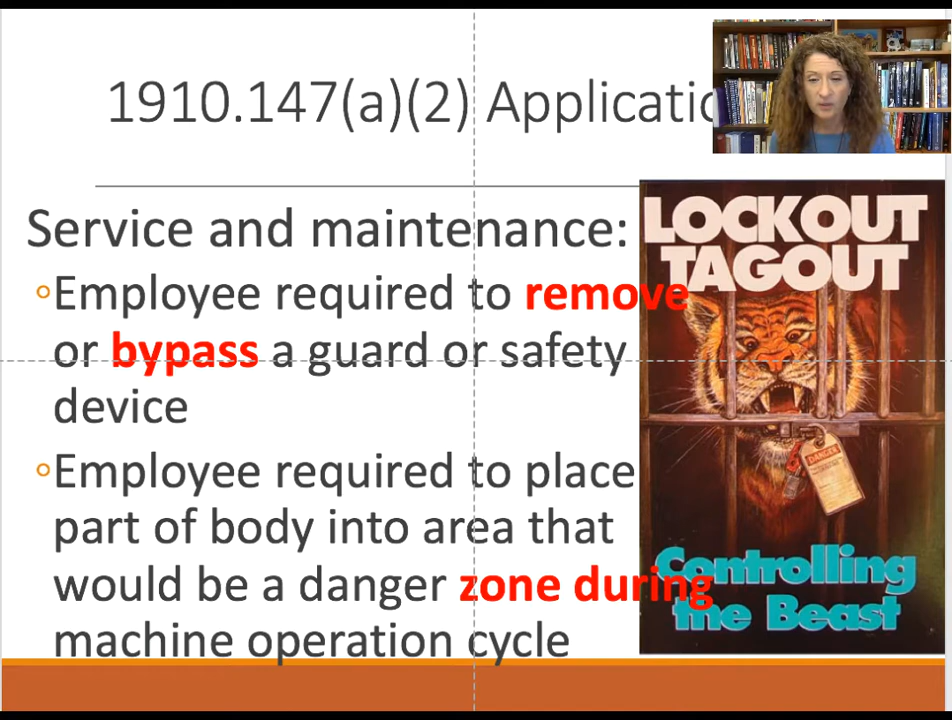 1910.147(a)(2) Applicatio
Service and maintenance:
Employee required to remove
or bypass a guard or safety
device
Employee required to place
part of body into area that
would be a danger zone during
machine operation cycle
LOCKOUT
TAGOUT
DANGER
Controlling
the Beast